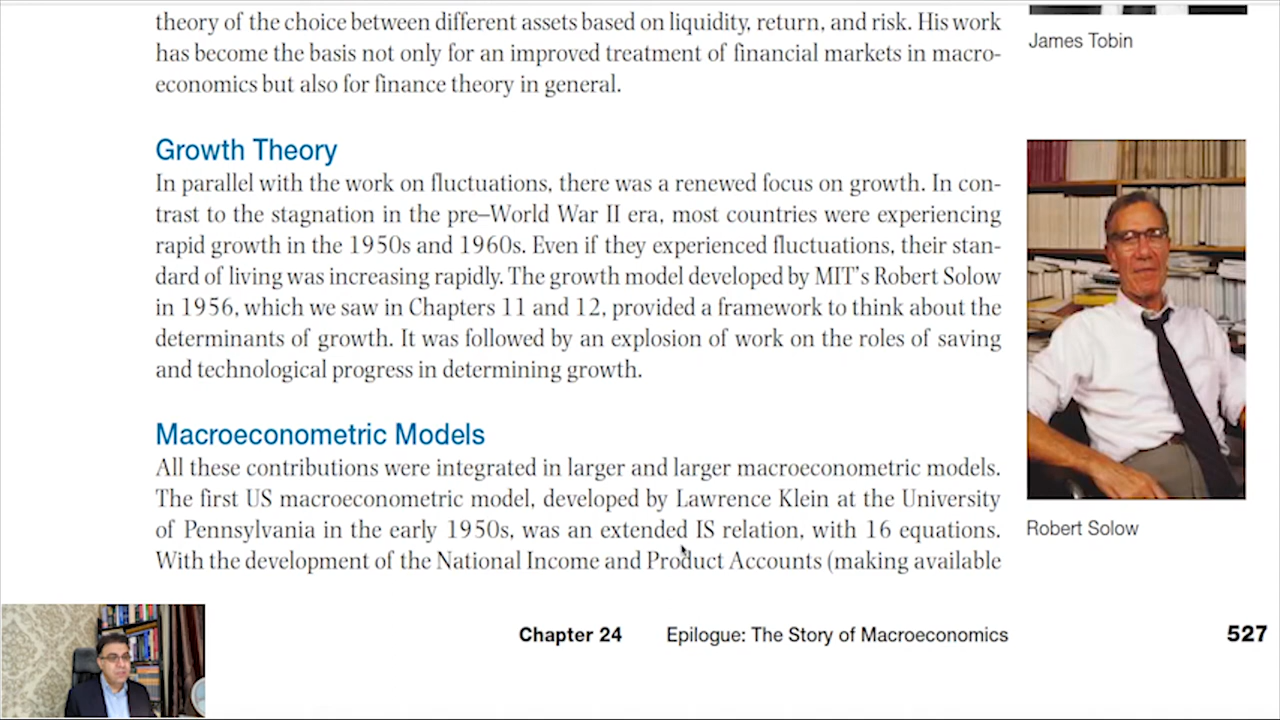 theory of the choice between different assets based on liquidity, return, and risk. His work
has become the basis not only for an improved treatment of financial markets in macro-
economics but also for finance theory in general.
James Tobin
Growth Theory
In parallel with the work on fluctuations, there was a renewed focus on growth. In con-
trast to the stagnation in the pre–World War II era, most countries were experiencing
rapid growth in the 1950s and 1960s. Even if they experienced fluctuations, their stan-
dard of living was increasing rapidly. The growth model developed by MIT's Robert Solow
in 1956, which we saw in Chapters 11 and 12, provided a framework to think about the
determinants of growth. It was followed by an explosion of work on the roles of saving
and technological progress in determining growth.
Macroeconometric Models
All these contributions were integrated in larger and larger macroeconometric models.
The first US macroeconometric model, developed by Lawrence Klein at the University
of Pennsylvania in the early 1950s, was an extended IS relation, with 16 equations.
With the development of the National Income and Product Accounts (making available
Robert Solow
Chapter 24 Epilogue: The Story of Macroeconomics 527